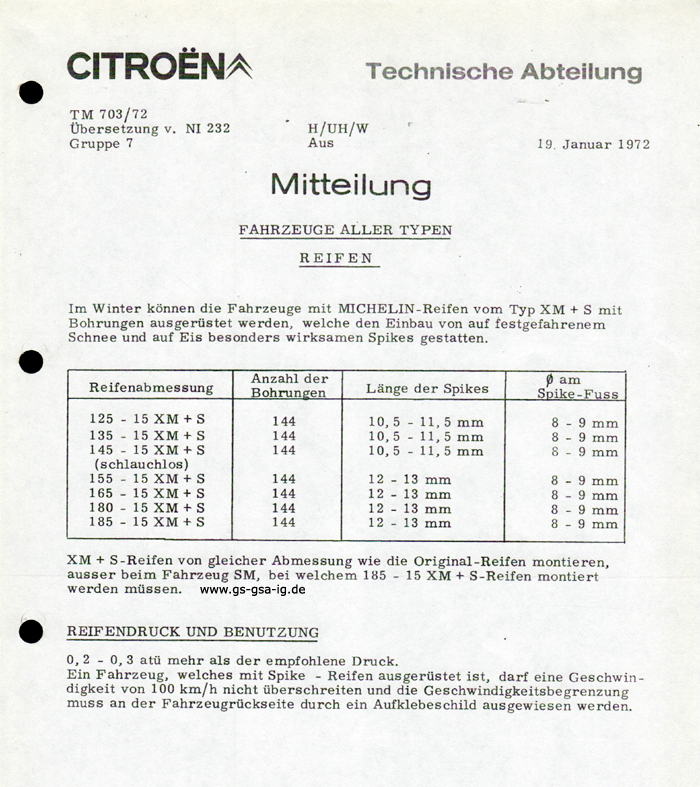 CITROËN
Technische Abteilung
TM 703/72
Übersetzung v. NI 232 H/UH/W
Gruppe 7 Aus 19. Januar 1972
Mitteilung
FAHRZEUGE ALLER TYPEN
REIFEN
Im Winter können die Fahrzeuge mit MICHELIN-Reifen vom Typ XM + S mit
Bohrungen ausgerüstet werden, welche den Einbau von auf festgefahrenem
Schnee und auf Eis besonders wirksamen Spikes gestatten.
Reifenabmessung Anzahl der Bohrungen Länge der Spikes ø am Spike-Fuss
125 - 15 XM + S 144 10,5 - 11,5 mm 8 - 9 mm
135 - 15 XM + S 144 10,5 - 11,5 mm 8 - 9 mm
145 - 15 XM + S 144 10,5 - 11,5 mm 8 - 9 mm
(schlauchlos)
155 - 15 XM + S 144 12 - 13 mm 8 - 9 mm
165 - 15 XM + S 144 12 - 13 mm 8 - 9 mm
180 - 15 XM + S 144 12 - 13 mm 8 - 9 mm
185 - 15 XM + S 144 12 - 13 mm 8 - 9 mm
XM + S-Reifen von gleicher Abmessung wie die Original-Reifen montieren,
ausser beim Fahrzeug SM, bei welchem 185 - 15 XM + S-Reifen montiert
werden müssen. www.gs-gsa-ig.de
REIFENDRUCK UND BENUTZUNG
0,2 - 0,3 atü mehr als der empfohlene Druck.
Ein Fahrzeug, welches mit Spike - Reifen ausgerüstet ist, darf eine Geschwin-
digkeit von 100 km/h nicht überschreiten und die Geschwindigkeitsbegrenzung
muss an der Fahrzeugrückseite durch ein Aufklebeschild ausgewiesen werden.